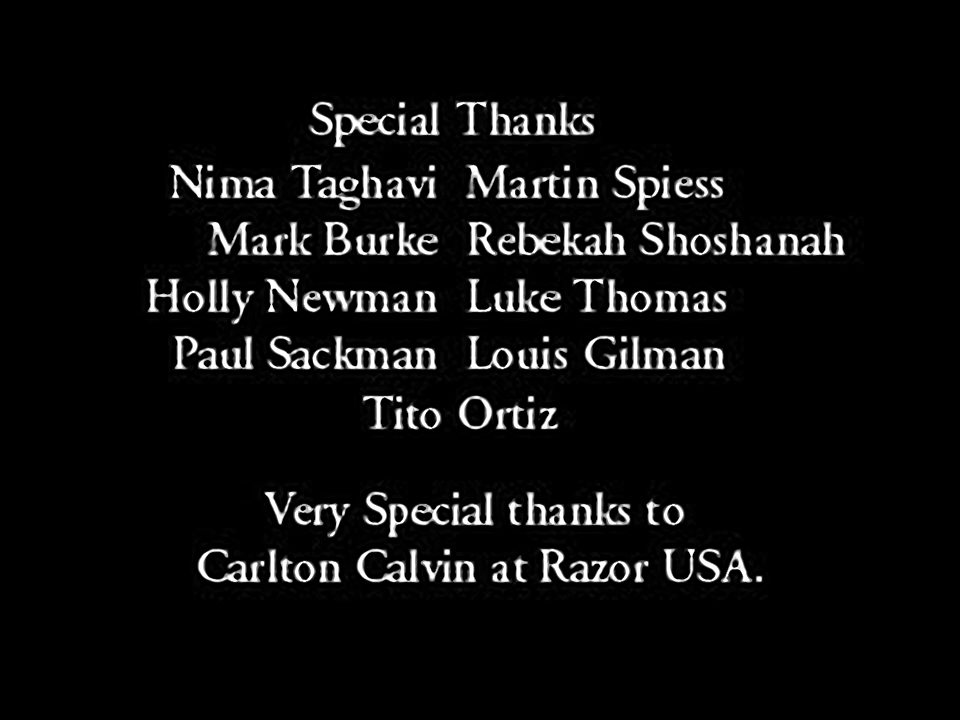 Special Thanks
Nima Taghavi Martin Spiess
Mark Burke Rebekah Shoshanah
Holly Newman Luke Thomas
Paul Sackman Louis Gilman
Tito Ortiz
Very Special thanks to
Carlton Calvin at Razor USA.